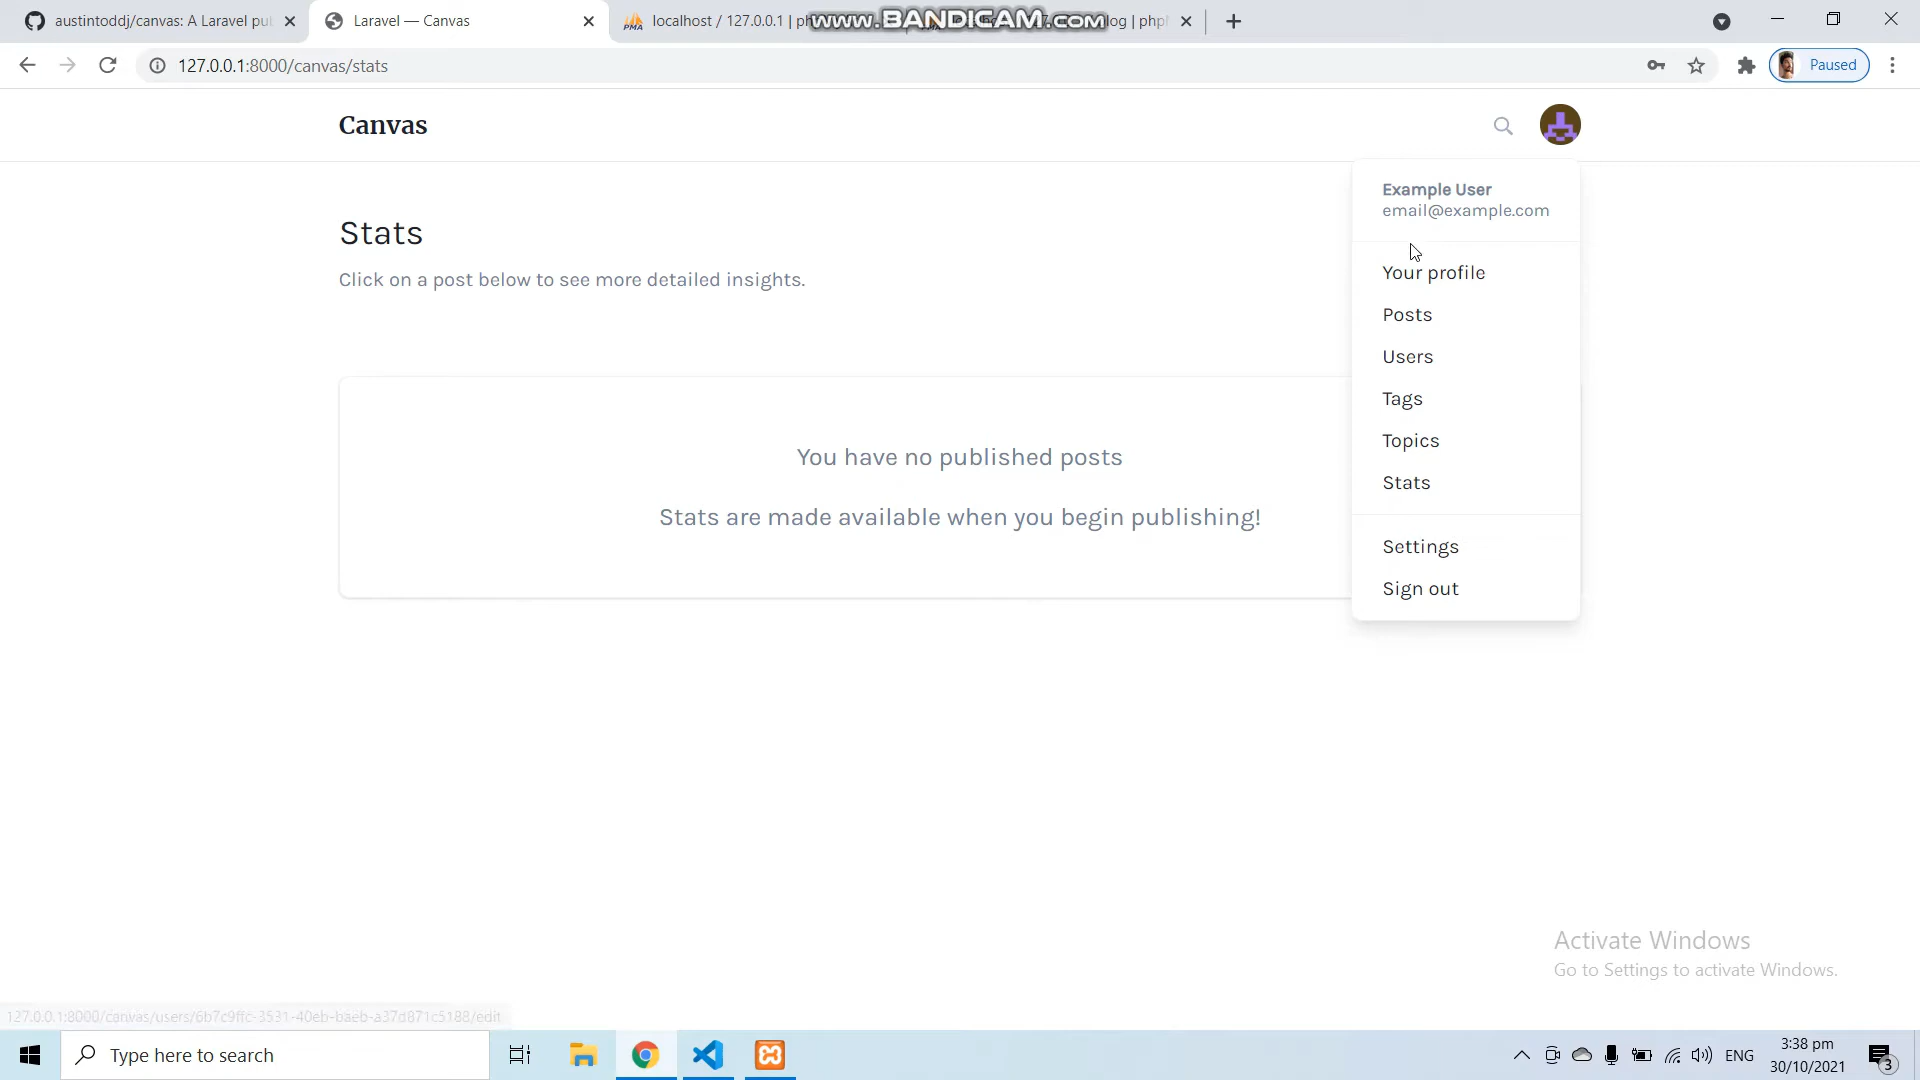 austintoddj/canvas: A Laravel pu
Laravel — Canvas
localhost / 127.0.0.1 | ph
log | php
www.BANDICAM.com
127.0.0.1:8000/canvas/stats
Paused
Canvas
Example User
email@example.com
Stats
Click on a post below to see more detailed insights.
Your profile
Posts
Users
Tags
Topics
Stats
Settings
Sign out
You have no published posts
Stats are made available when you begin publishing!
Activate Windows
Go to Settings to activate Windows.
127.0.0.1:8000/canvas/users/6b7c9ffc-3531-40eb-baeb-a37d871c5188/edit
Type here to search
ENG
3:38 pm
30/10/2021
3